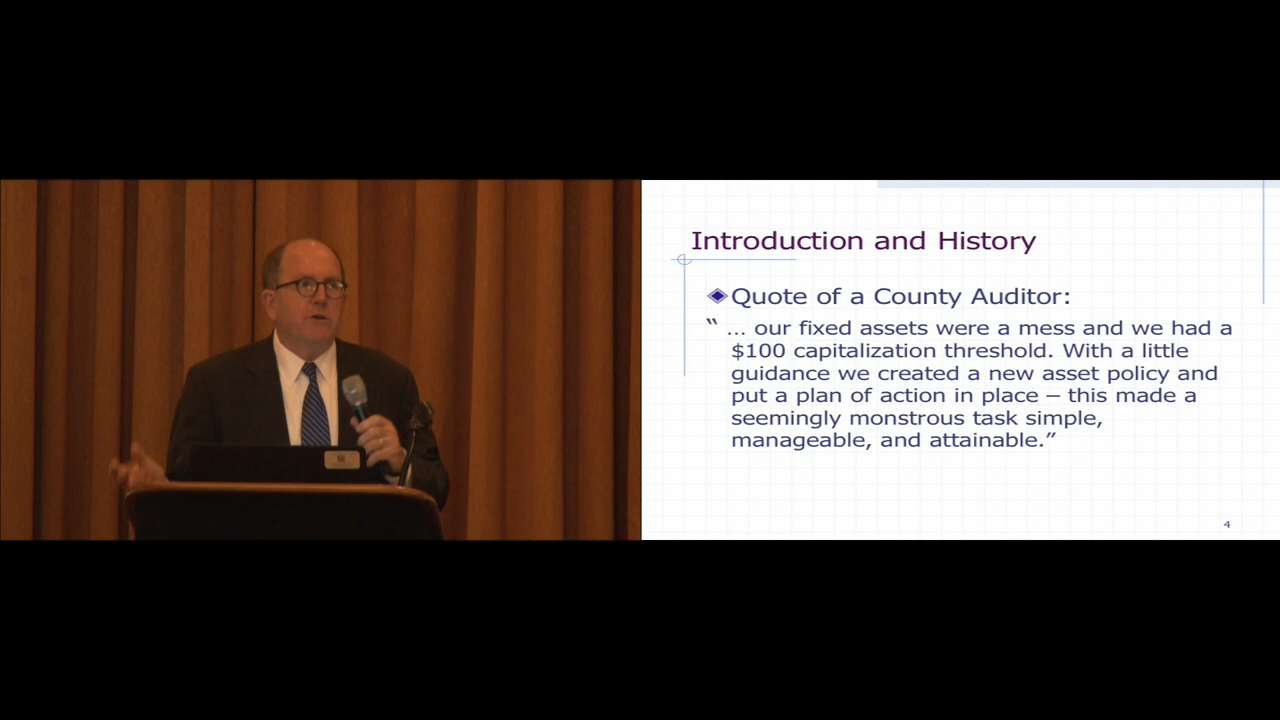 Introduction and History
Quote of a County Auditor:
“ … our fixed assets were a mess and we had a
$100 capitalization threshold. With a little
guidance we created a new asset policy and
put a plan of action in place – this made a
seemingly monstrous task simple,
manageable, and attainable.”
4